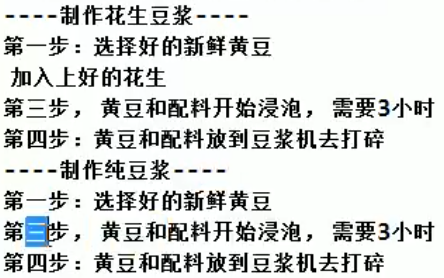 ----制作花生豆浆----
第一步：选择好的新鲜黄豆
 加入上好的花生
第三步， 黄豆和配料开始浸泡， 需要3小时
第四步：黄豆和配料放到豆浆机去打碎
----制作纯豆浆----
第一步：选择好的新鲜黄豆
第三步， 黄豆和配料开始浸泡， 需要3小时
第四步：黄豆和配料放到豆浆机去打碎